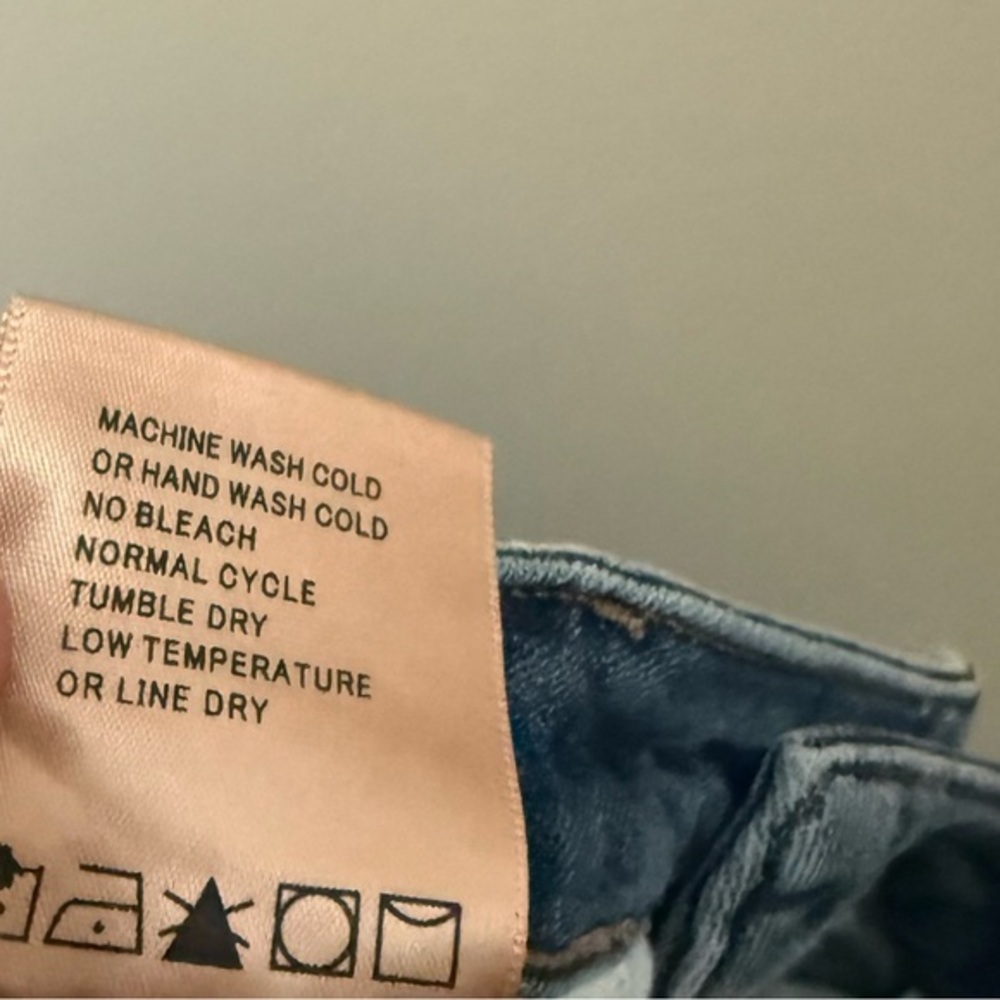 MACHINE WASH COLD
OR HAND WASH COLD
NO BLEACH
NORMAL CYCLE
TUMBLE DRY
LOW TEMPERATURE
OR LINE DRY